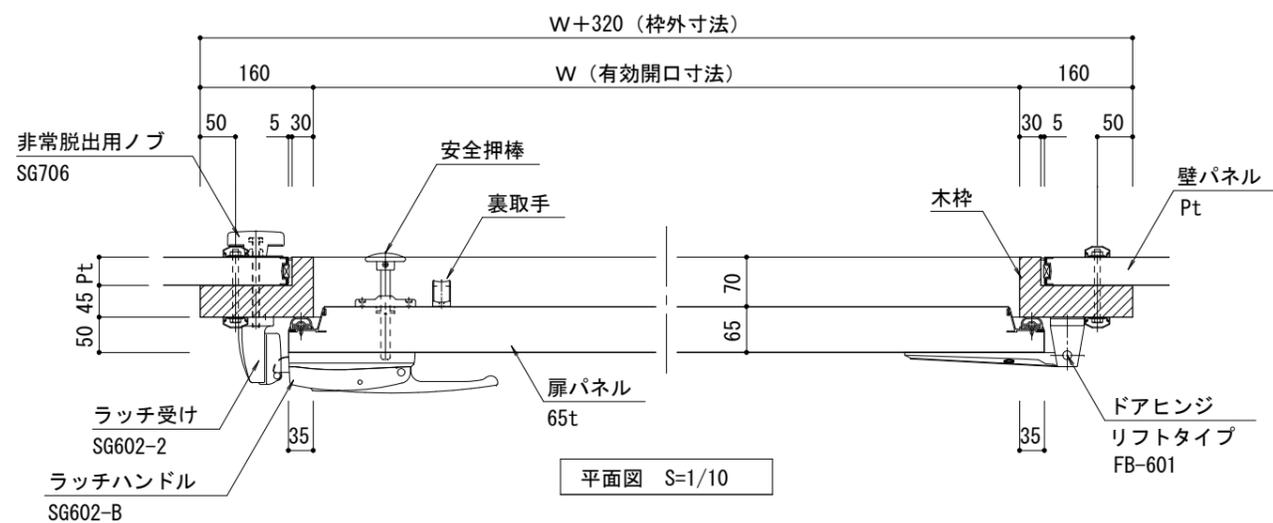 W+320（枠外寸法）
160
W（有効開口寸法）
160
50
5
30
30
5
50
非常脱出用ノブ
SG706
安全押棒
裏取手
木枠
壁パネル
Pt
Pt
45
50
70
65
扉パネル
65t
ラッチ受け
SG602-2
35
35
ドアヒンジ
リフトタイプ
FB-601
ラッチハンドル
SG602-B
平面図 S=1/10